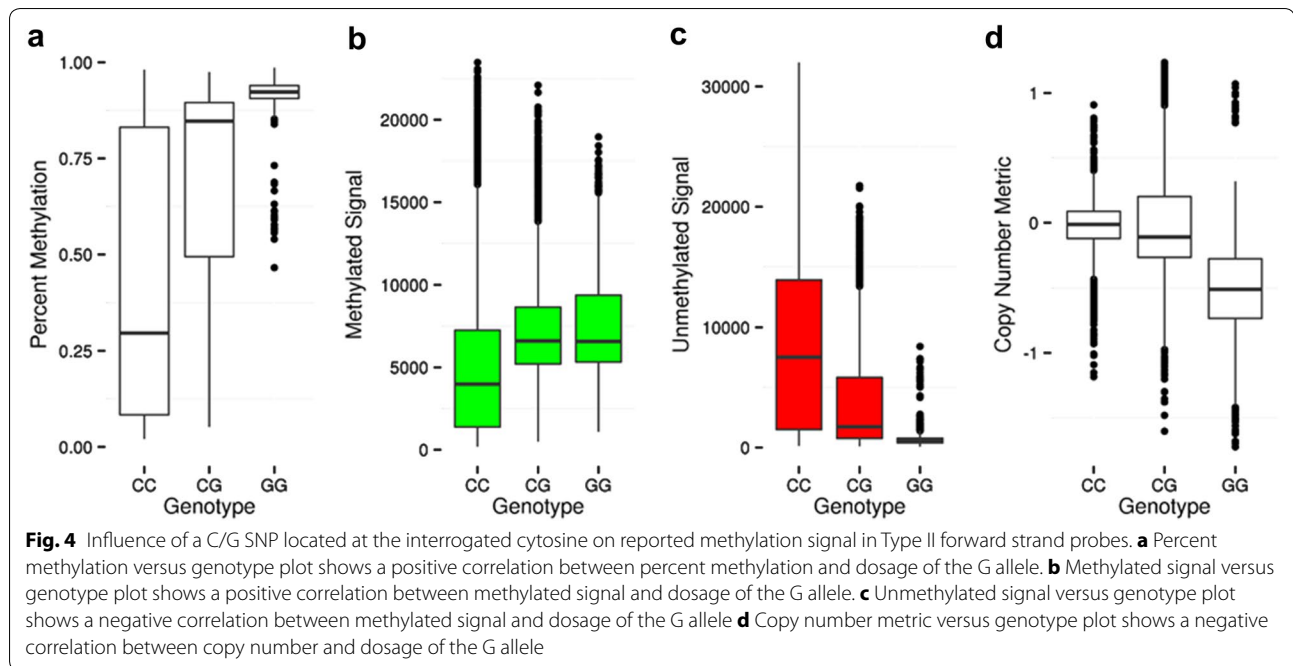 a
Percent Methylation
1.00
0.75
0.50
0.25
0.00
CC CG GG
Genotype
b
Methylated Signal
20000
15000
10000
5000
0
CC CG GG
Genotype
c
Unmethylated Signal
30000
20000
10000
0
CC CG GG
Genotype
d
Copy Number Metric
1
0
-1
CC CG GG
Genotype
Fig. 4 Influence of a C/G SNP located at the interrogated cytosine on reported methylation signal in Type II forward strand probes. a Percent
methylation versus genotype plot shows a positive correlation between percent methylation and dosage of the G allele. b Methylated signal versus
genotype plot shows a positive correlation between methylated signal and dosage of the G allele. c Unmethylated signal versus genotype plot
shows a negative correlation between methylated signal and dosage of the G allele d Copy number metric versus genotype plot shows a negative
correlation between copy number and dosage of the G allele